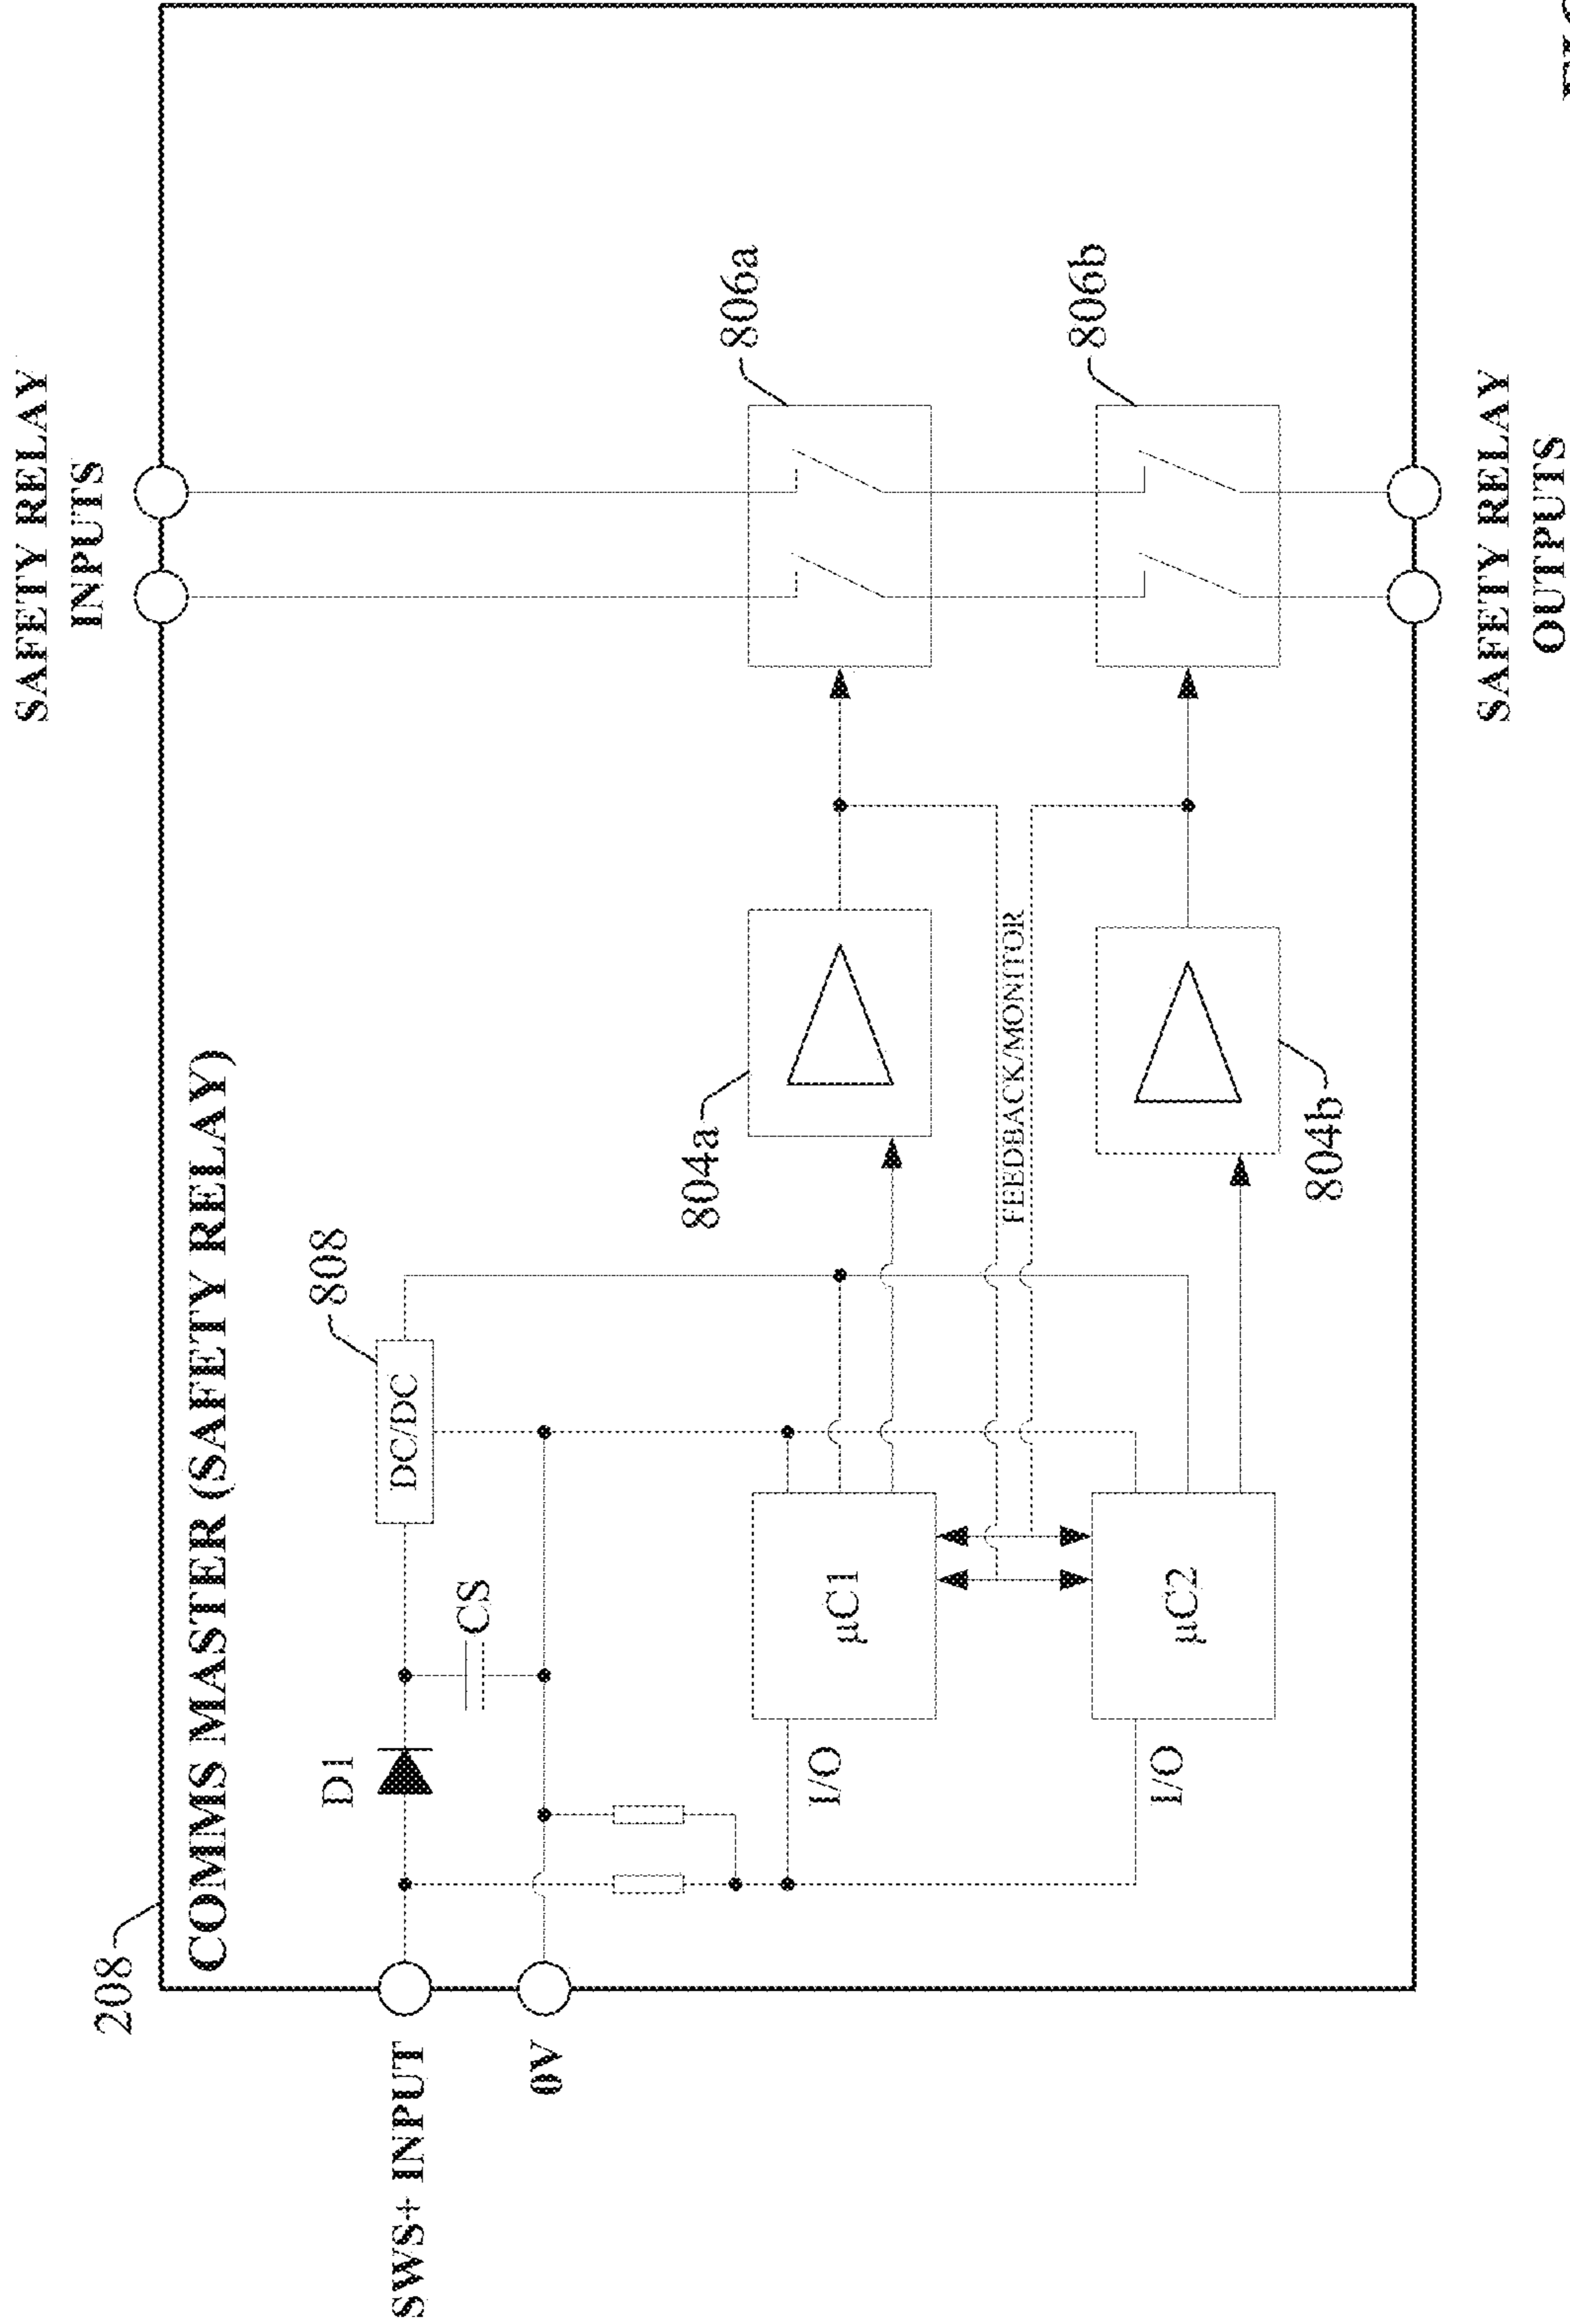 SAFETY RELAY
INPUTS
208
COMMS MASTER (SAFETY RELAY)
808
D1
DC/DC
CS
SWS+ INPUT
0V
804a
806a
µC1
I/O
FEEDBACK/MONITOR
µC2
I/O
804b
806b
SAFETY RELAY
OUTPUTS